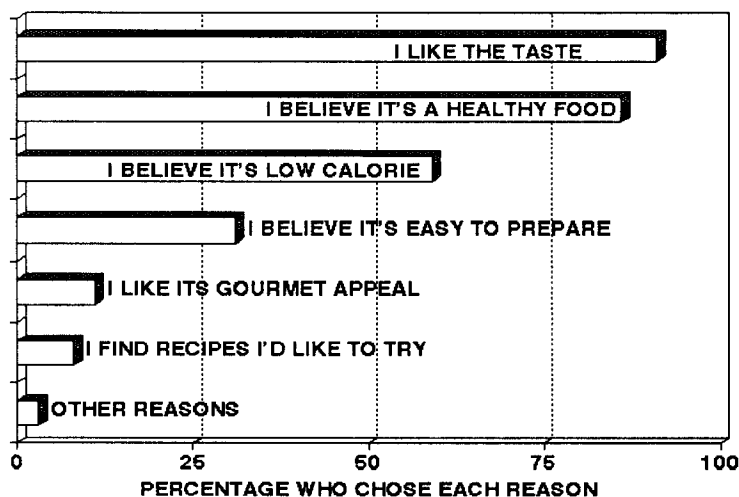 I LIKE THE TASTE
I BELIEVE IT'S A HEALTHY FOOD
I BELIEVE IT'S LOW CALORIE
I BELIEVE IT'S EASY TO PREPARE
I LIKE ITS GOURMET APPEAL
I FIND RECIPES I'D LIKE TO TRY
OTHER REASONS
0 25 50 75 100
PERCENTAGE WHO CHOSE EACH REASON